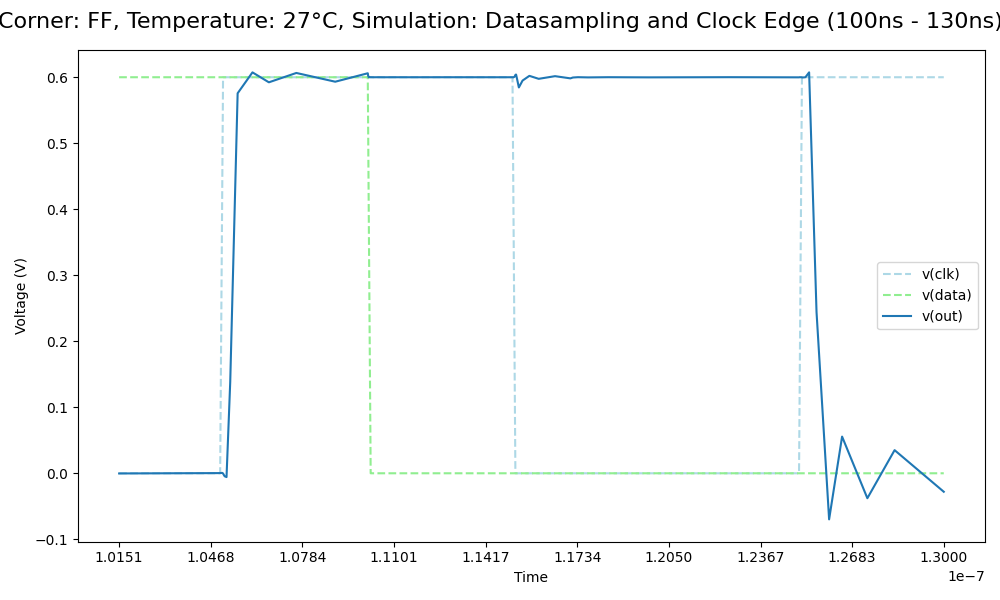 Corner: FF, Temperature: 27°C, Simulation: Datasampling and Clock Edge (100ns - 130ns)
0.6
0.5
0.4
0.3
0.2
0.1
0.0
−0.1
Voltage (V)
v(clk)
v(data)
v(out)
1.0151 1.0468 1.0784 1.1101 1.1417 1.1734 1.2050 1.2367 1.2683 1.3000
Time
1e−7